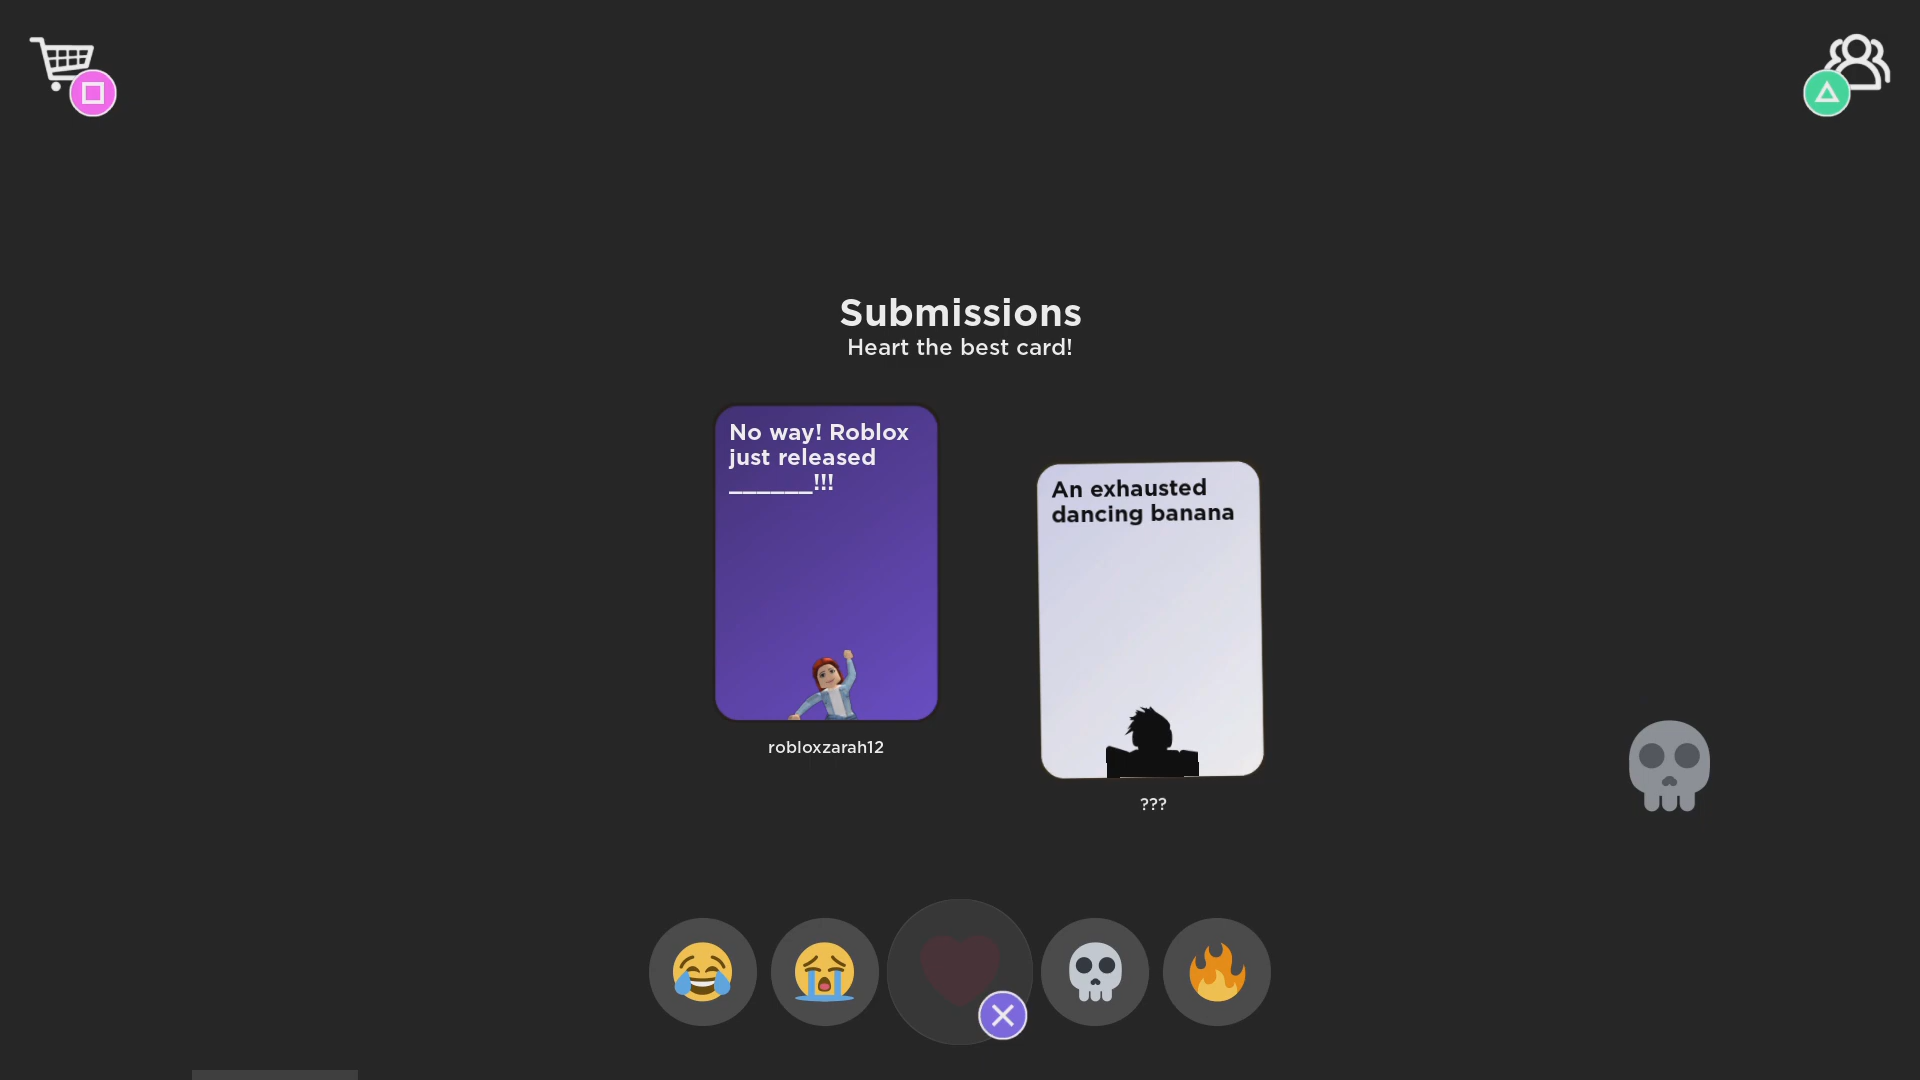 Submissions
Heart the best card!
No way! Roblox
just released
______!!!
robloxzarah12
An exhausted
dancing banana
???